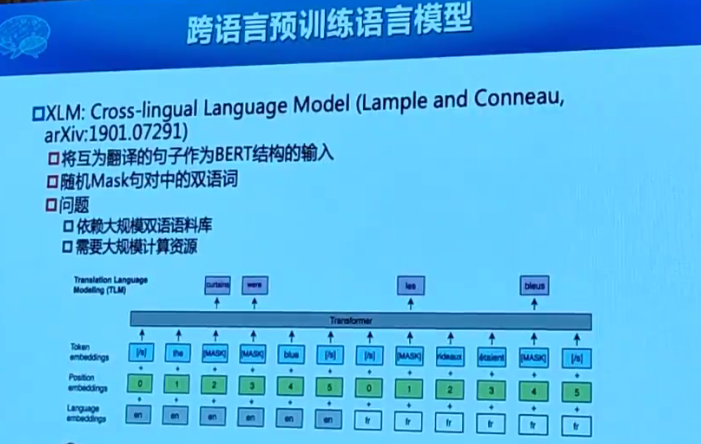 跨语言预训练语言模型
XLM: Cross-lingual Language Model (Lample and Conneau,
arXiv:1901.07291)
将互为翻译的句子作为BERT结构的输入
随机Mask句对中的双语词
问题
依赖大规模双语语料库
需要大规模计算资源
Translation Language
Modeling (TLM)
curtains were les bleus
Transformer
Token
embeddings
[/s] the [MASK] [MASK] blue [/s] [/s] [MASK] rideaux étaient [MASK] [/s]
Position
embeddings
0 1 2 3 4 5 0 1 2 3 4 5
Language
embeddings
en en en en en en fr fr fr fr fr fr